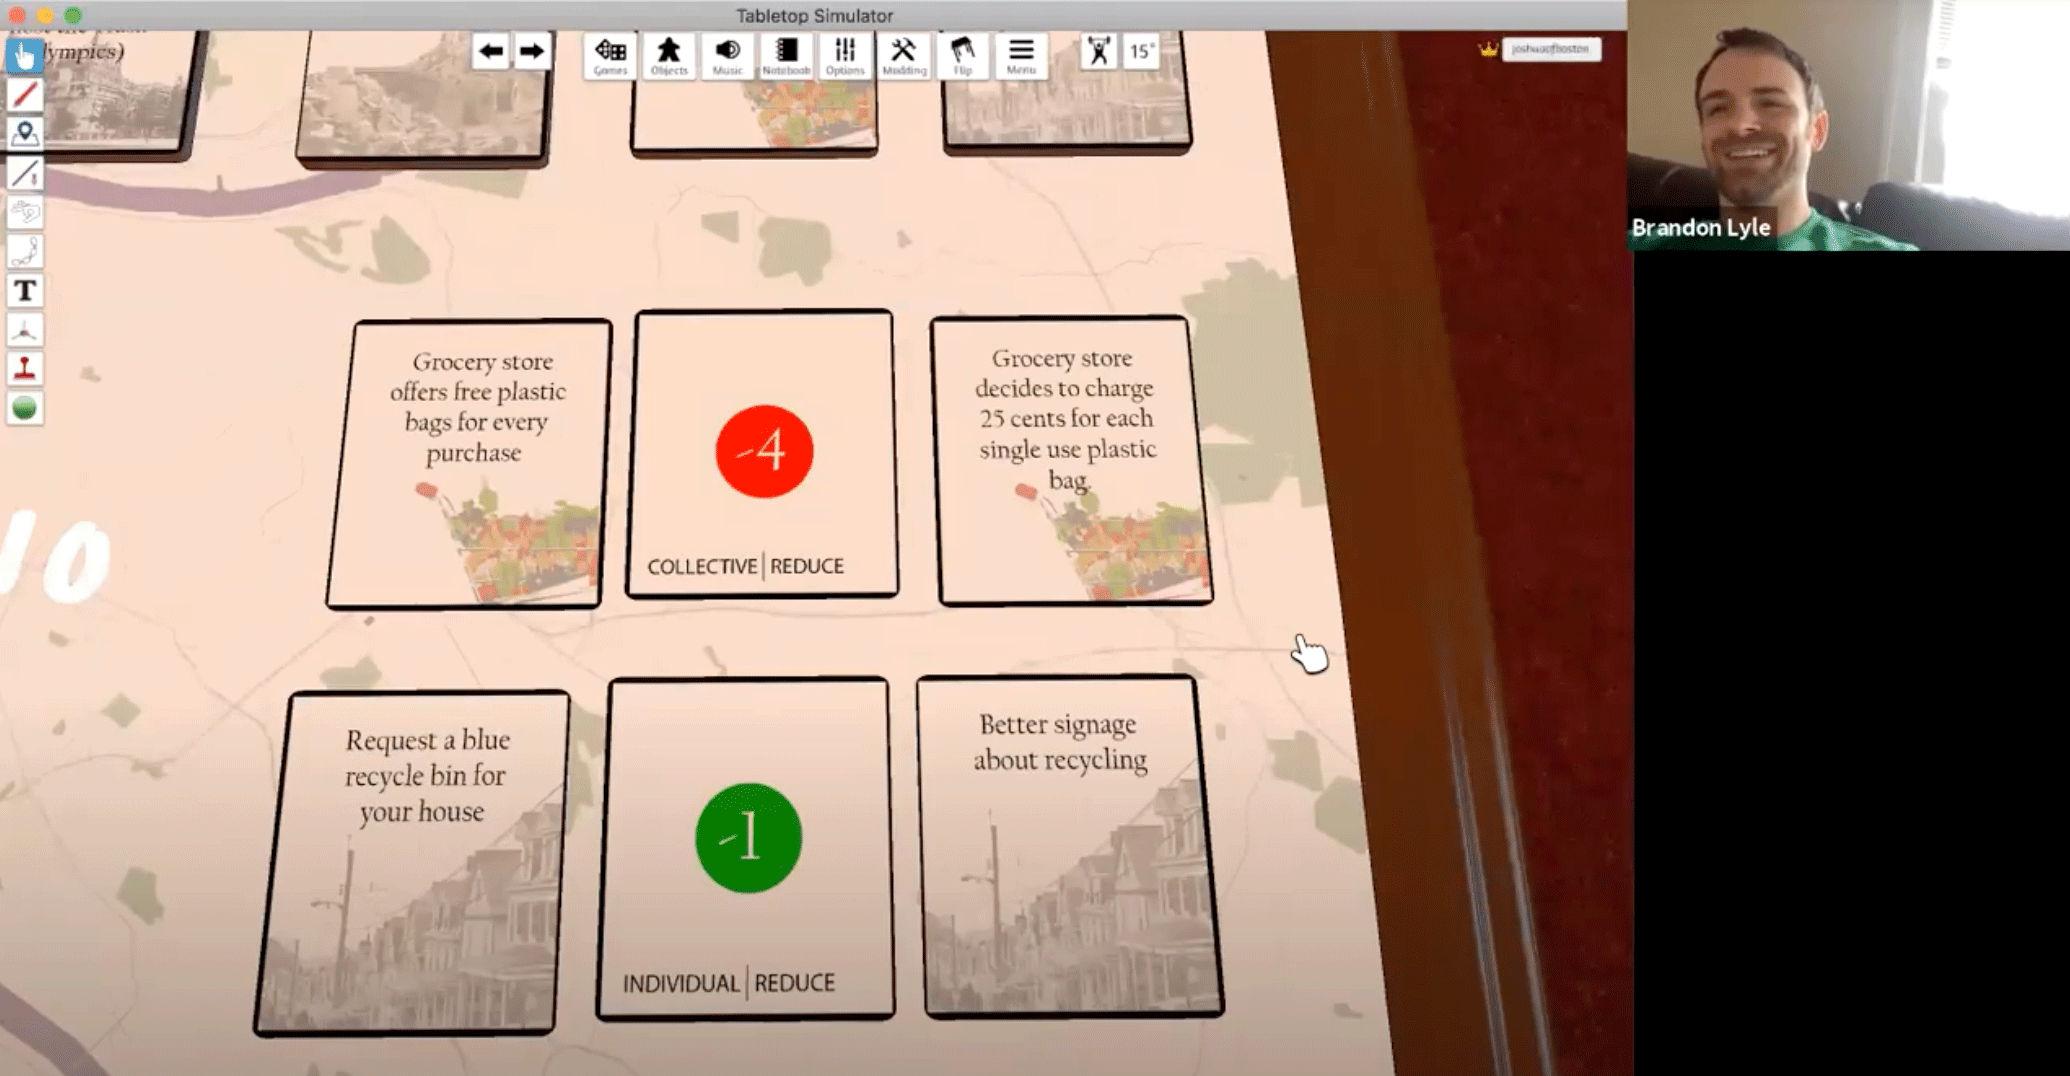 Tabletop Simulator
lympics)
Games
Objects
Music
Notebook
Options
Modding
Flip
Menu
15°
joshuaofboston
Brandon Lyle
Grocery store
offers free plastic
bags for every
purchase
-4
COLLECTIVE|REDUCE
Grocery store
decides to charge
25 cents for each
single use plastic
bag.
10
Request a blue
recycle bin for
your house
-1
INDIVIDUAL|REDUCE
Better signage
about recycling
T